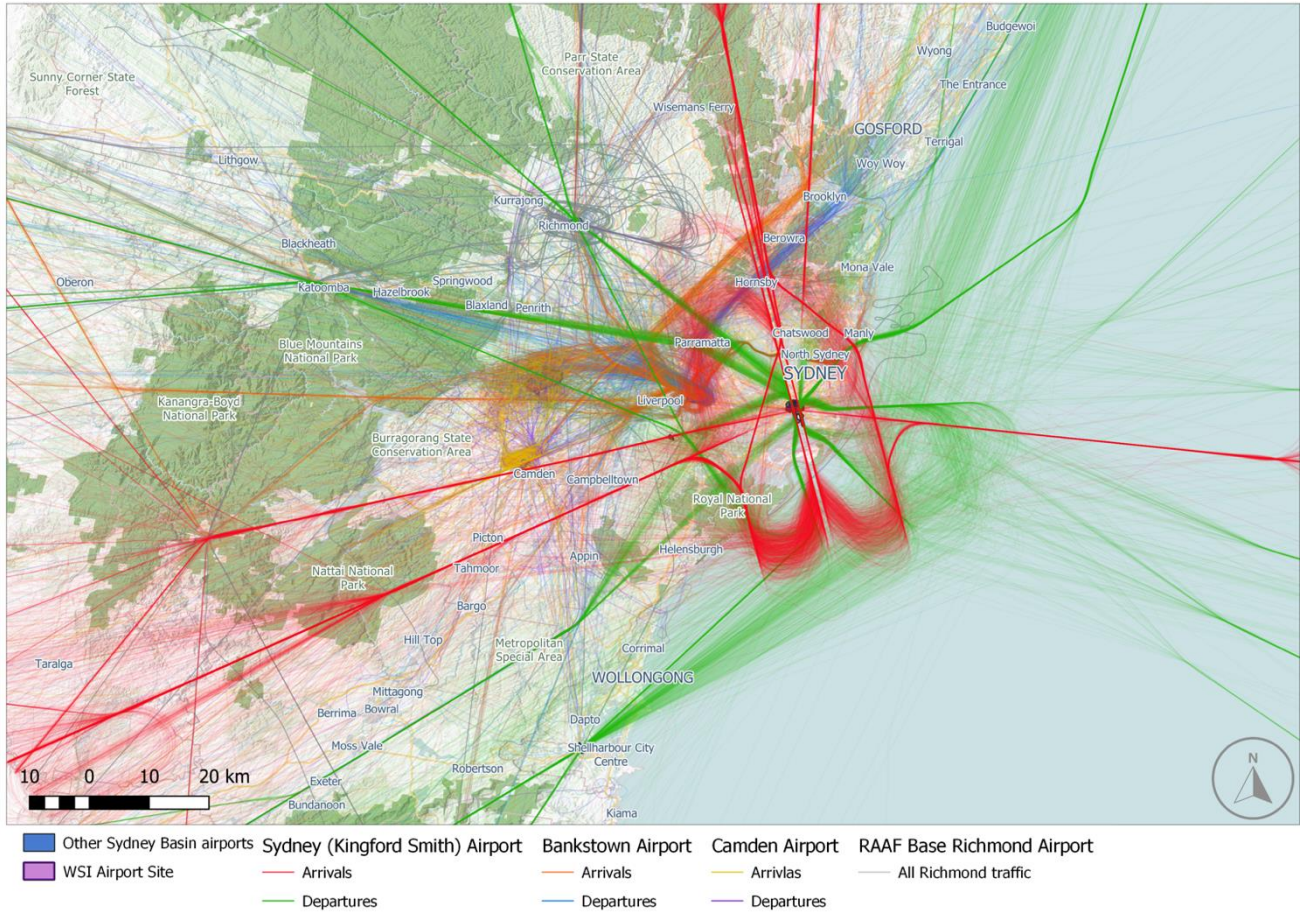 Budgewoi
Wyong
Parr State
Conservation Area
Sunny Corner State
Forest
The Entrance
Wisemans Ferry
GOSFORD
Terrigal
Lithgow
Woy Woy
Kurrajong
Brooklyn
Richmond
Blackheath
Berowra
Mona Vale
Oberon
Springwood
Hornsby
Katoomba
Hazelbrook
Blaxland
Penrith
Chatswood
Manly
Blue Mountains
National Park
Parramatta
North Sydney
SYDNEY
Kanangra-Boyd
National Park
Liverpool
Burragorang State
Conservation Area
Camden
Campbelltown
Royal National
Park
Picton
Helensburgh
Appin
Nattai National
Park
Tahmoor
Bargo
Hill Top
Metropolitan
Special Area
Corrimal
Taralga
WOLLONGONG
Mittagong
Berrima
Bowral
Dapto
Moss Vale
Shellharbour City
Centre
Robertson
Exeter
Bundanoon
Kiama
10 0 10 20 km
N
Other Sydney Basin airports
WSI Airport Site
Sydney (Kingford Smith) Airport
Arrivals
Departures
Bankstown Airport
Arrivals
Departures
Camden Airport
Arrivlas
Departures
RAAF Base Richmond Airport
All Richmond traffic